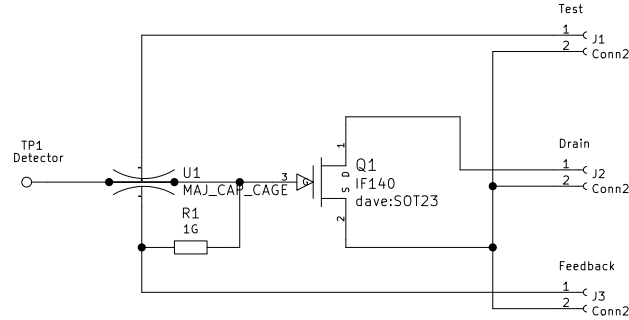 Test
1
J1
2
Conn2
TP1
Detector
U1
MAJ_CAP_CAGE
3
G
1
D
S
2
Q1
IF140
dave:SOT23
Drain
1
J2
2
Conn2
R1
1G
Feedback
1
J3
2
Conn2